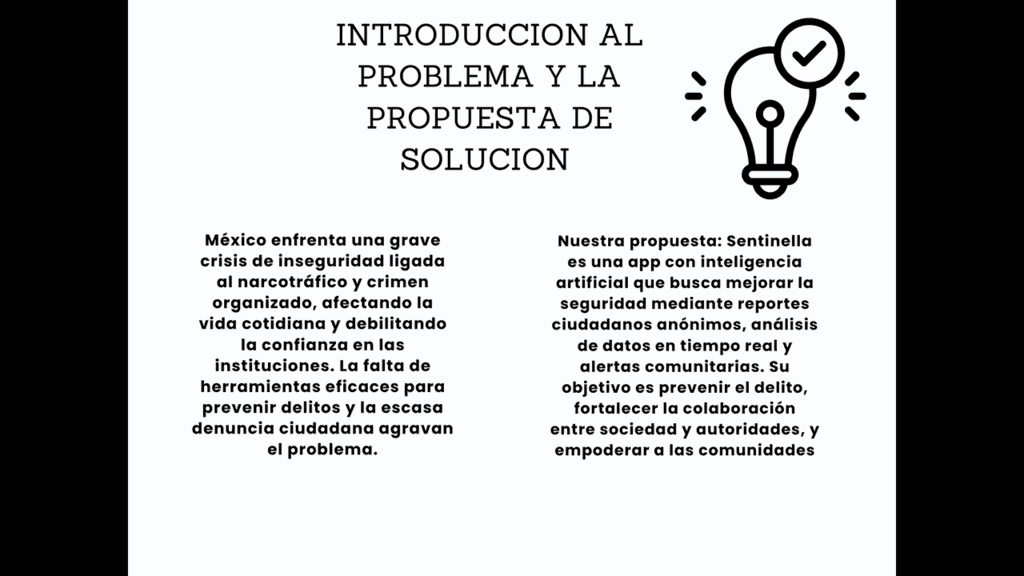 INTRODUCCION AL
PROBLEMA Y LA
PROPUESTA DE
SOLUCION
México enfrenta una grave
crisis de inseguridad ligada
al narcotráfico y crimen
organizado, afectando la
vida cotidiana y debilitando
la confianza en las
instituciones. La falta de
herramientas eficaces para
prevenir delitos y la escasa
denuncia ciudadana agravan
el problema.
Nuestra propuesta: Sentinella
es una app con inteligencia
artificial que busca mejorar la
seguridad mediante reportes
ciudadanos anónimos, análisis
de datos en tiempo real y
alertas comunitarias. Su
objetivo es prevenir el delito,
fortalecer la colaboración
entre sociedad y autoridades, y
empoderar a las comunidades